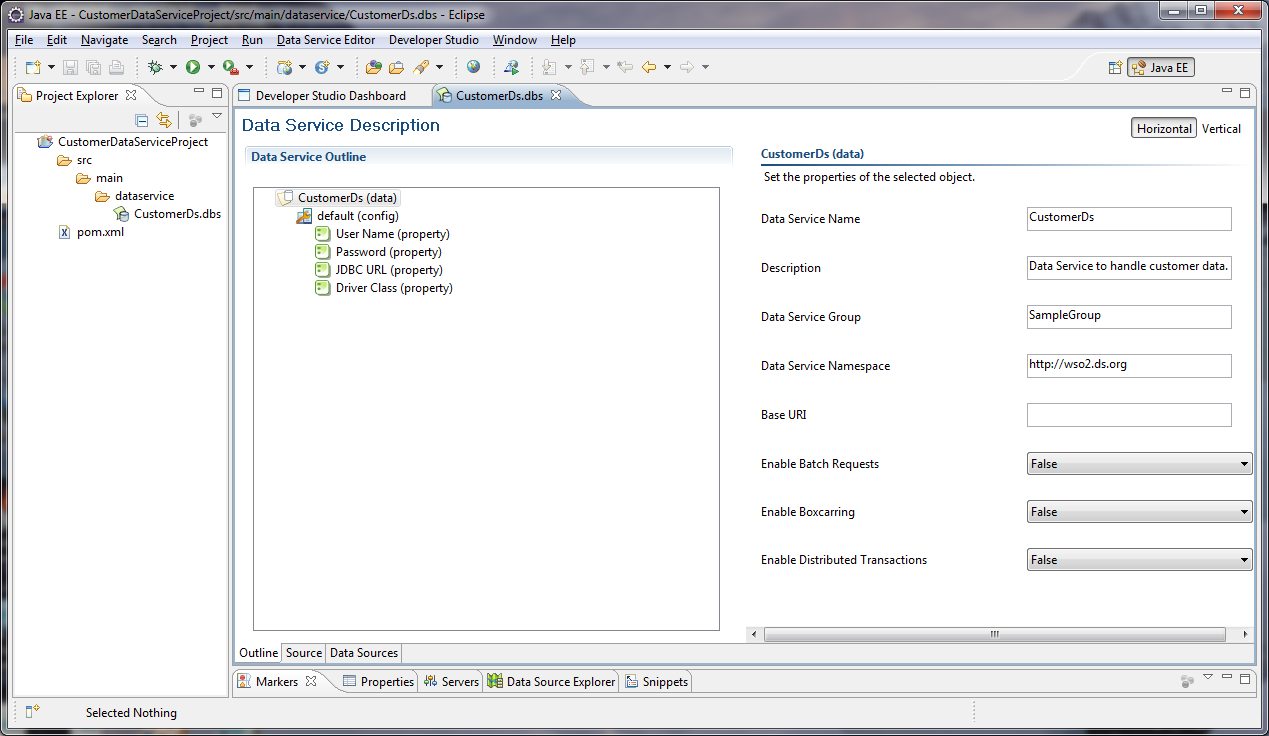 Java EE - CustomerDataServiceProject/src/main/dataservice/CustomerDs.dbs - Eclipse
File Edit Navigate Search Project Run Data Service Editor Developer Studio Window Help
Java EE
Project Explorer
CustomerDataServiceProject
src
main
dataservice
CustomerDs.dbs
pom.xml
Developer Studio Dashboard CustomerDs.dbs
Data Service Description
Horizontal Vertical
Data Service Outline
CustomerDs (data)
default (config)
User Name (property)
Password (property)
JDBC URL (property)
Driver Class (property)
CustomerDs (data)
Set the properties of the selected object.
Data Service Name CustomerDs
Description Data Service to handle customer data.
Data Service Group SampleGroup
Data Service Namespace http://wso2.ds.org
Base URI
Enable Batch Requests False
Enable Boxcarring False
Enable Distributed Transactions False
Outline Source Data Sources
Markers Properties Servers Data Source Explorer Snippets
Selected Nothing